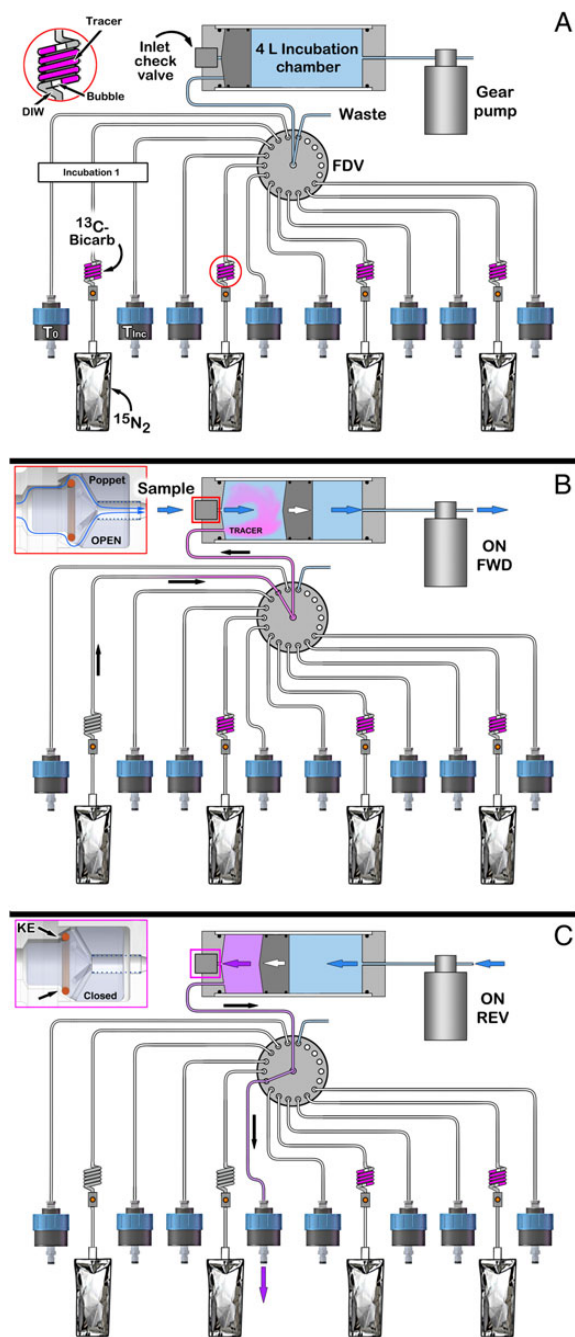 A
Tracer
Bubble
DIW
Inlet
check
valve
4 L Incubation
chamber
Gear
pump
Waste
FDV
Incubation 1
13C-
Bicarb
T0
TInc
15N2
B
Poppet
OPEN
Sample
TRACER
ON
FWD
C
KE
Closed
ON
REV